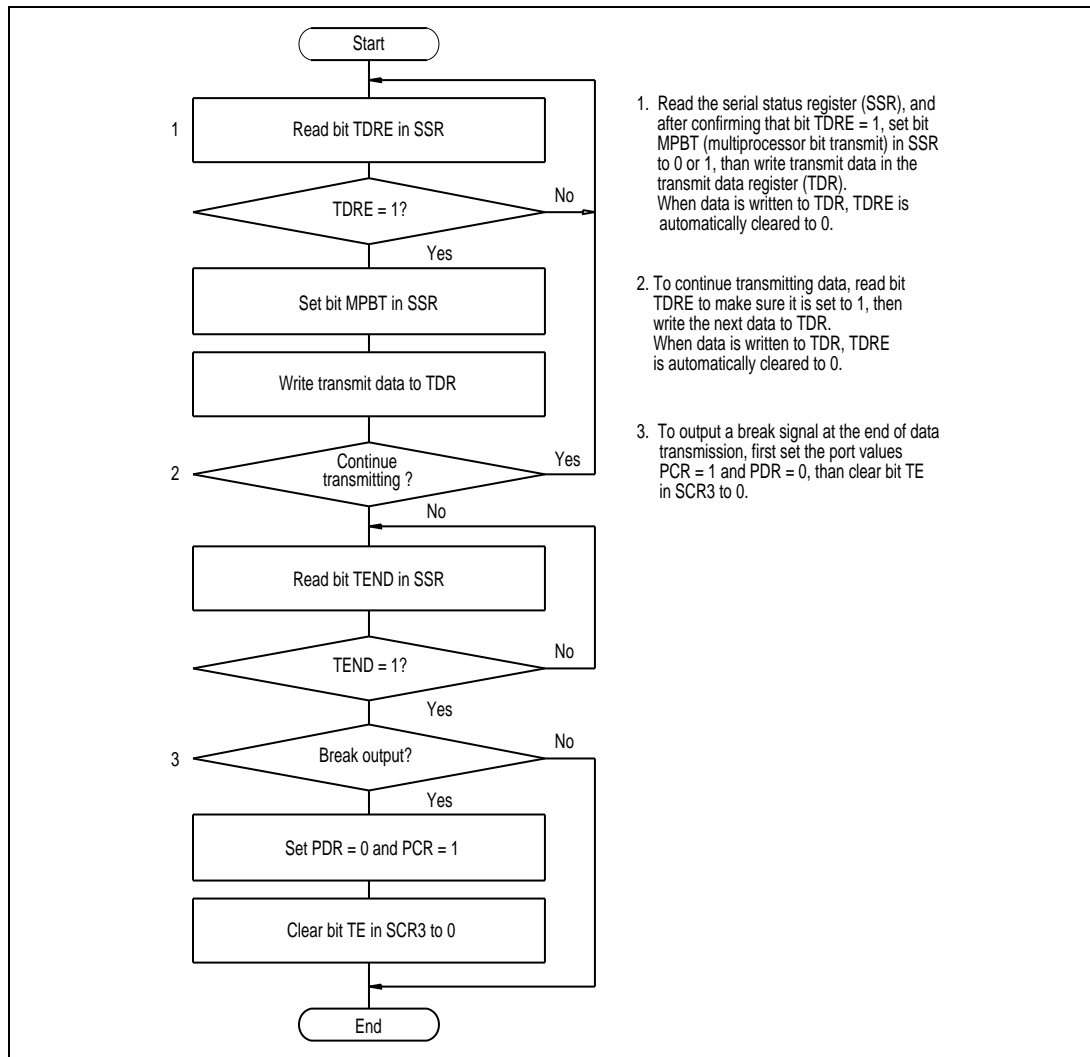 Start
1
Read bit TDRE in SSR
TDRE = 1?
No
Yes
Set bit MPBT in SSR
Write transmit data to TDR
2
Continue
transmitting ?
Yes
No
Read bit TEND in SSR
TEND = 1?
No
Yes
3
Break output?
No
Yes
Set PDR = 0 and PCR = 1
Clear bit TE in SCR3 to 0
End
1. Read the serial status register (SSR), and
after confirming that bit TDRE = 1, set bit
MPBT (multiprocessor bit transmit) in SSR
to 0 or 1, than write transmit data in the
transmit data register (TDR).
When data is written to TDR, TDRE is
automatically cleared to 0.
2. To continue transmitting data, read bit
TDRE to make sure it is set to 1, then
write the next data to TDR.
When data is written to TDR, TDRE
is automatically cleared to 0.
3. To output a break signal at the end of data
transmission, first set the port values
PCR = 1 and PDR = 0, than clear bit TE
in SCR3 to 0.